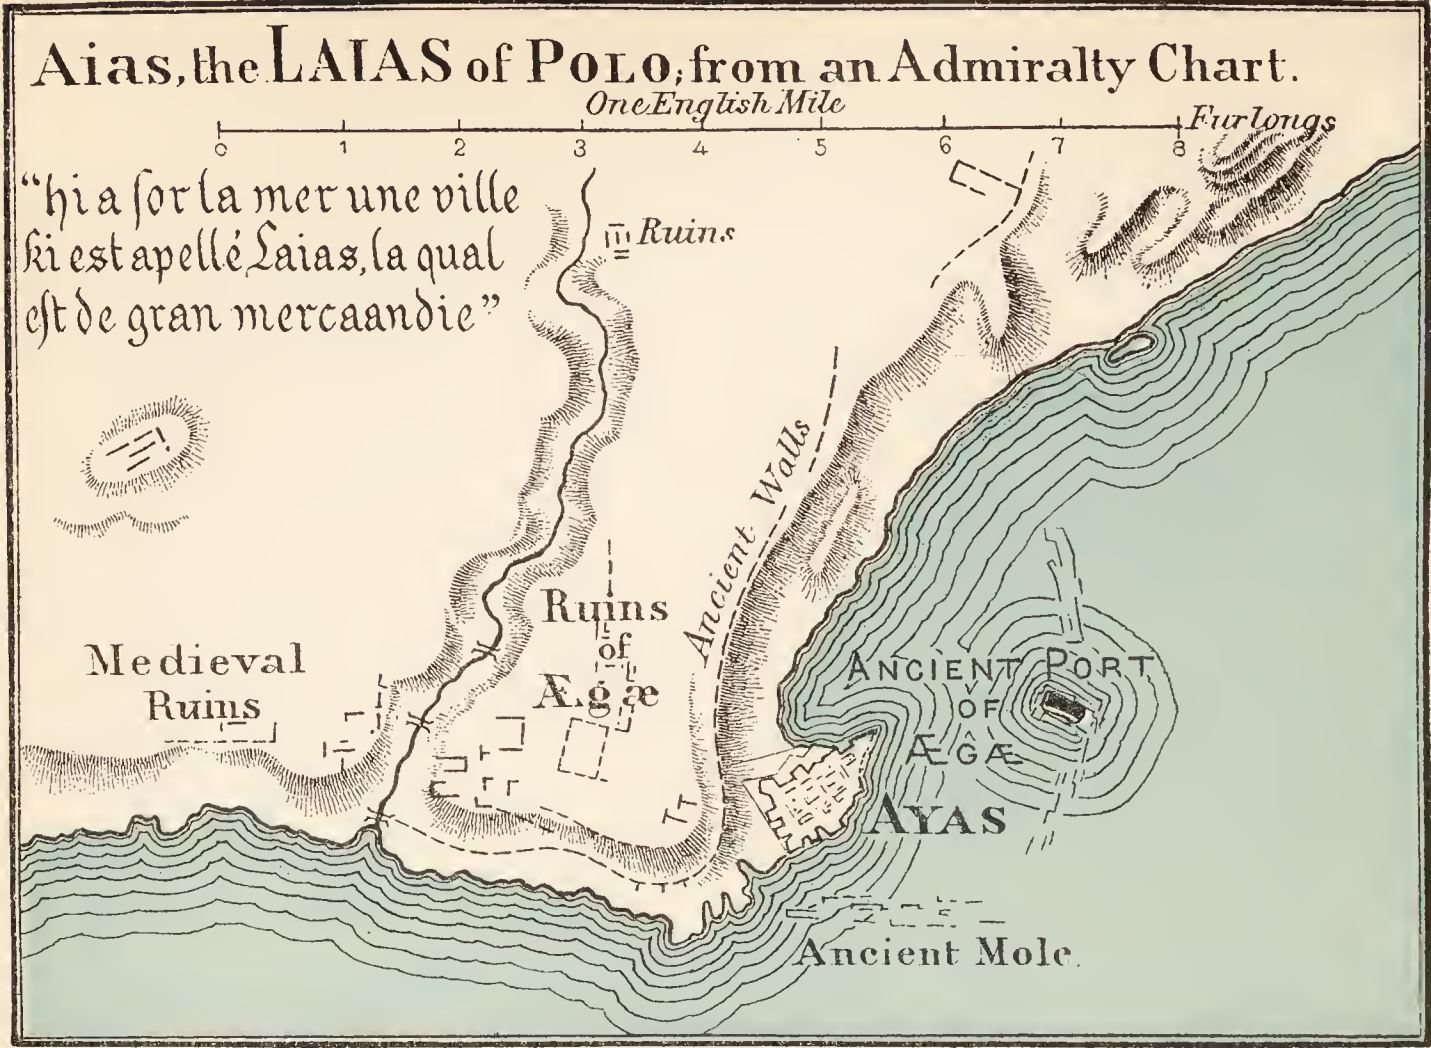 Aias, the LAIAS of POLO, from an Admiralty Chart.
One English Mile
Furlongs
0 1 2 3 4 5 6 7 8
“hi a ſor la mer une ville
ki est apellé Laias, la qual
eſt de gran mercaandie”
Ruins
Ancient Walls
Ruins
of
Ægæ
Medieval
Ruins
ANCIENT PORT
OF
ÆGÆ
AYAS
Ancient Mole.